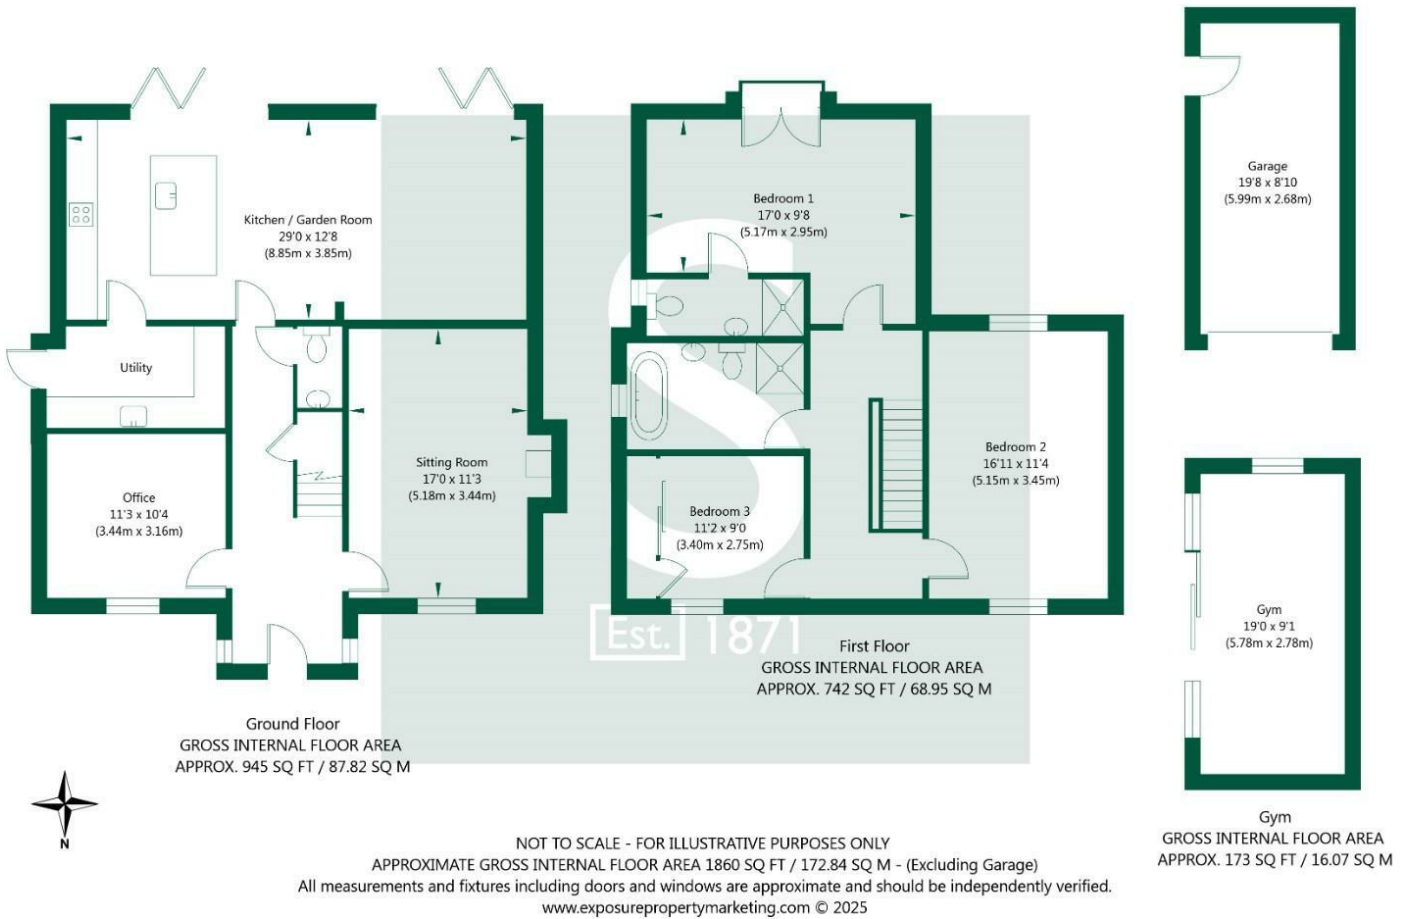 Kitchen / Garden Room
29'0 x 12'8
(8.85m x 3.85m)
Utility
Office
11'3 x 10'4
(3.44m x 3.16m)
Sitting Room
17'0 x 11'3
(5.18m x 3.44m)
Ground Floor
GROSS INTERNAL FLOOR AREA
APPROX. 945 SQ FT / 87.82 SQ M
Bedroom 1
17'0 x 9'8
(5.17m x 2.95m)
Bedroom 2
16'11 x 11'4
(5.15m x 3.45m)
Bedroom 3
11'2 x 9'0
(3.40m x 2.75m)
S
Est. 1871
First Floor
GROSS INTERNAL FLOOR AREA
APPROX. 742 SQ FT / 68.95 SQ M
Garage
19'8 x 8'10
(5.99m x 2.68m)
Gym
19'0 x 9'1
(5.78m x 2.78m)
Gym
GROSS INTERNAL FLOOR AREA
APPROX. 173 SQ FT / 16.07 SQ M
N
NOT TO SCALE - FOR ILLUSTRATIVE PURPOSES ONLY
APPROXIMATE GROSS INTERNAL FLOOR AREA 1860 SQ FT / 172.84 SQ M - (Excluding Garage)
All measurements and fixtures including doors and windows are approximate and should be independently verified.
www.exposurepropertymarketing.com © 2025